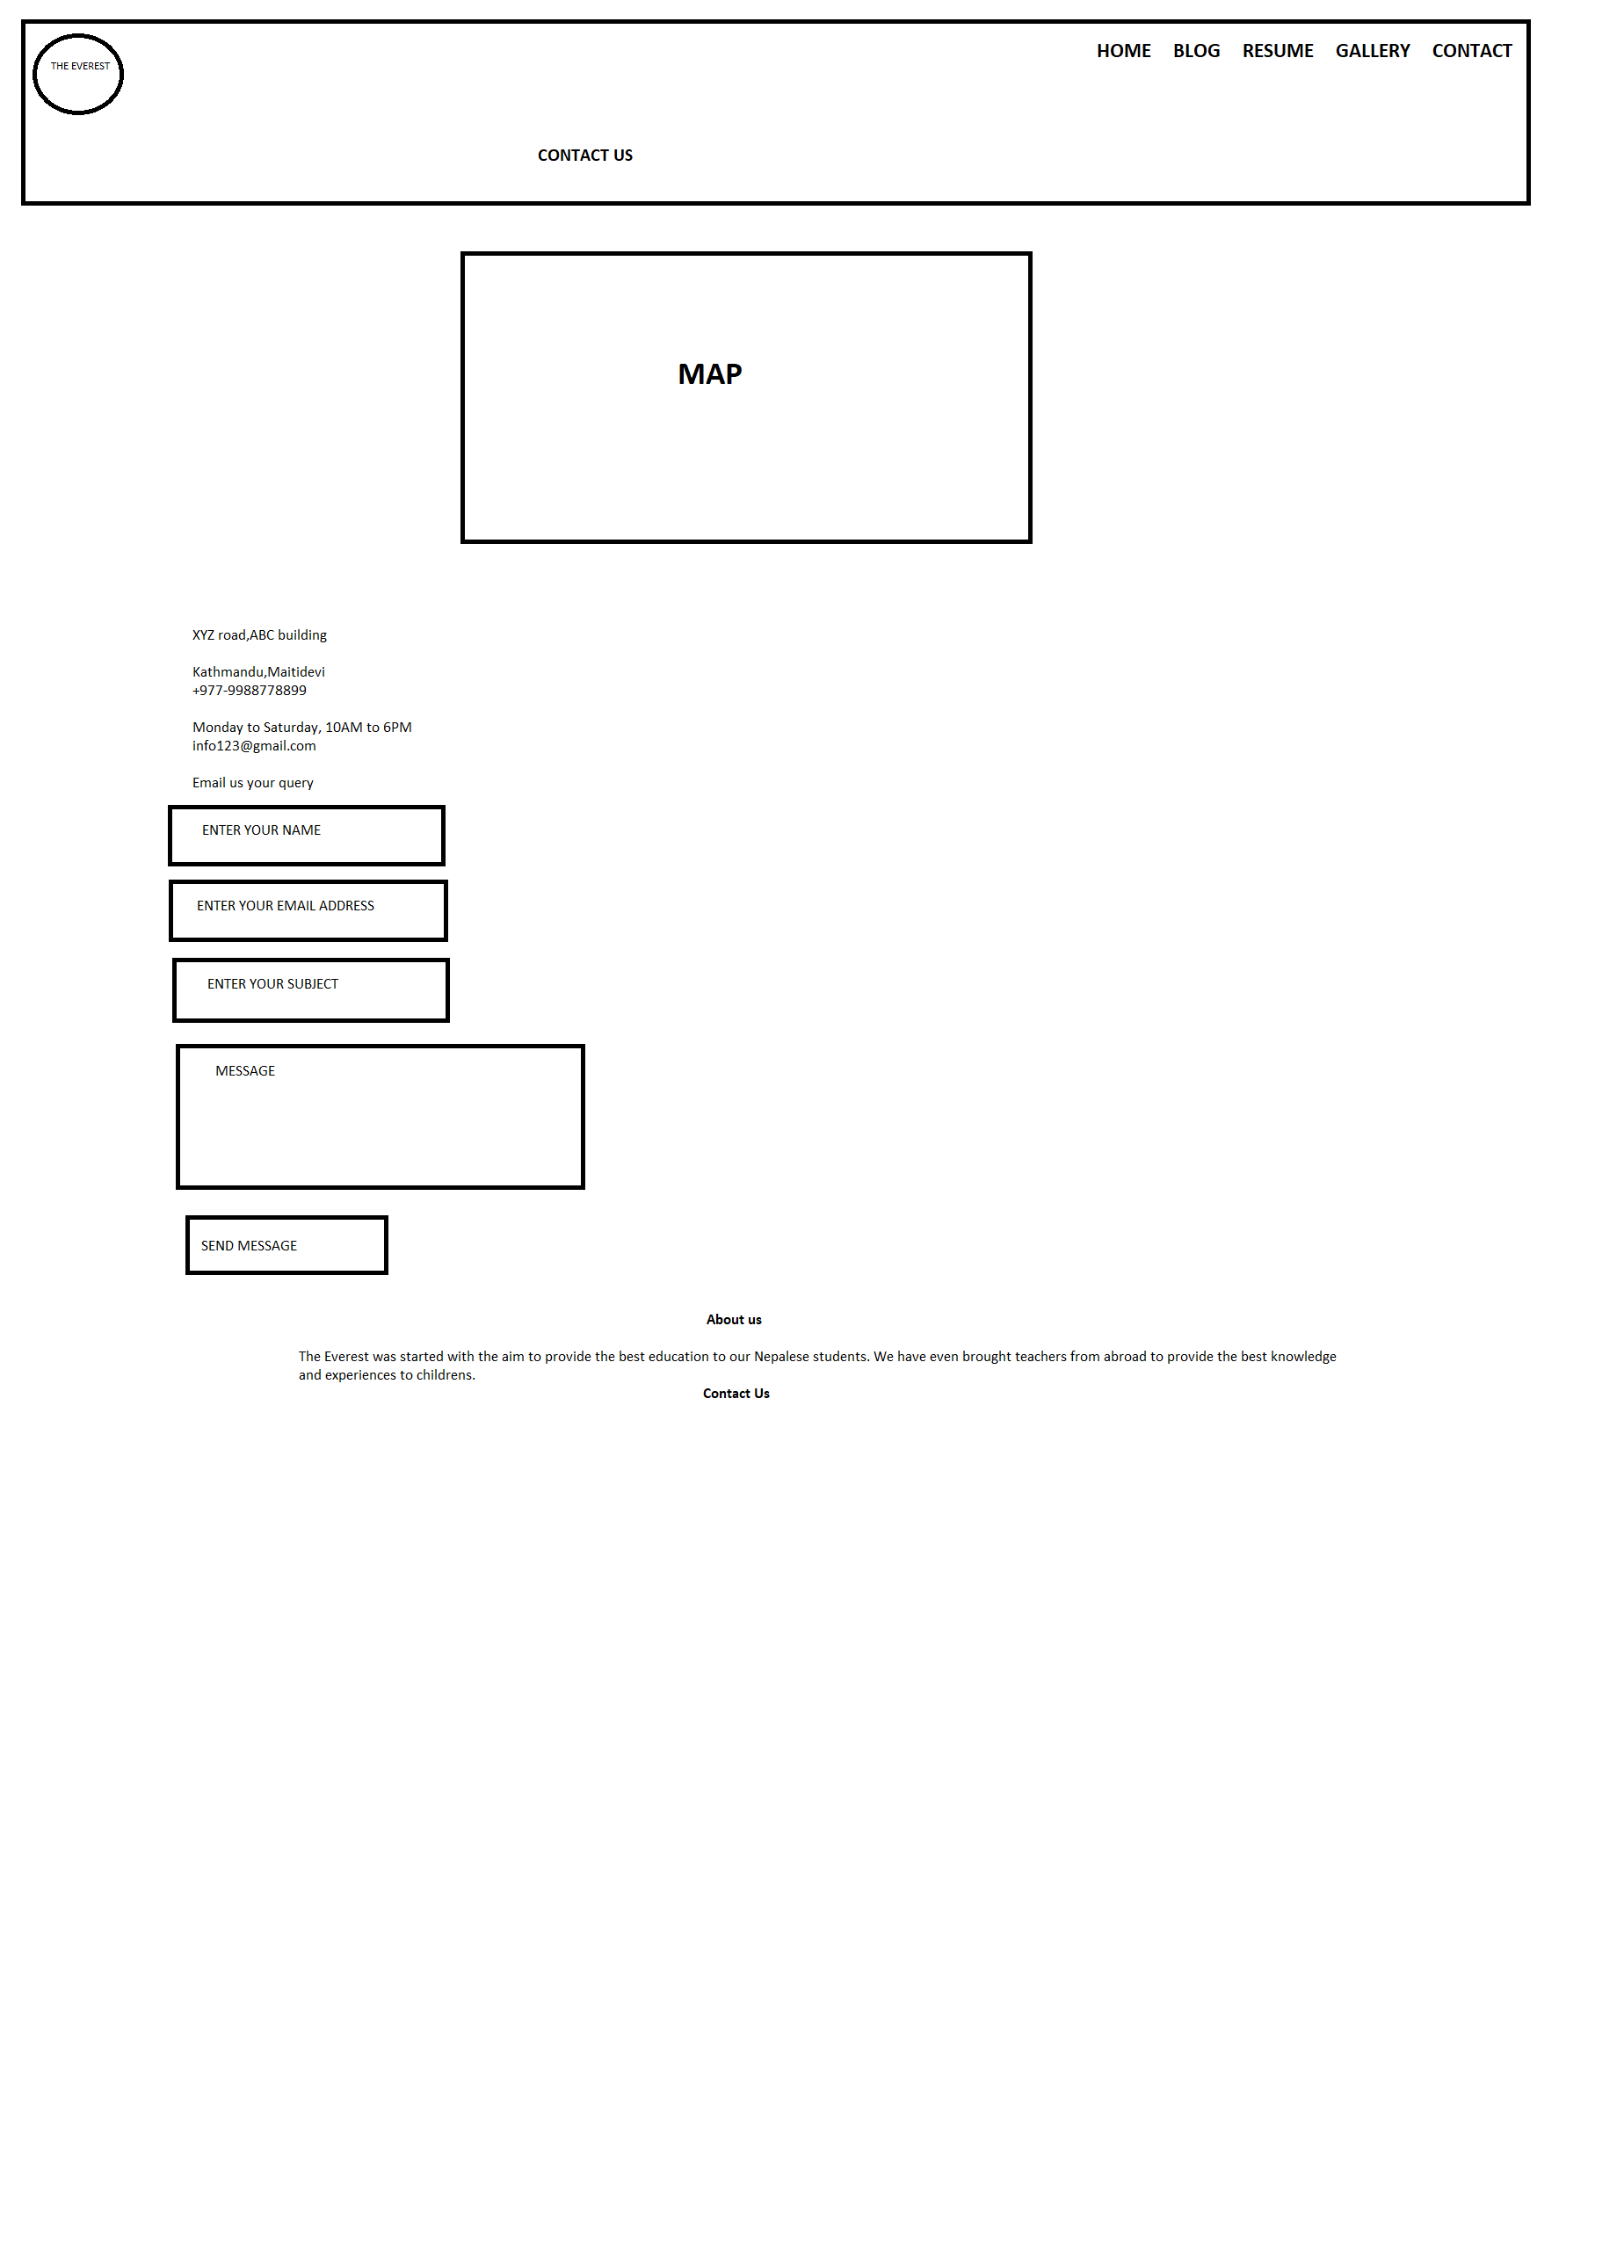 THE EVEREST
HOME BLOG RESUME GALLERY CONTACT
CONTACT US
MAP
XYZ road,ABC building
Kathmandu,Maitidevi
+977-9988778899
Monday to Saturday, 10AM to 6PM
info123@gmail.com
Email us your query
ENTER YOUR NAME
ENTER YOUR EMAIL ADDRESS
ENTER YOUR SUBJECT
MESSAGE
SEND MESSAGE
About us
The Everest was started with the aim to provide the best education to our Nepalese students. We have even brought teachers from abroad to provide the best knowledge
and experiences to childrens.
Contact Us